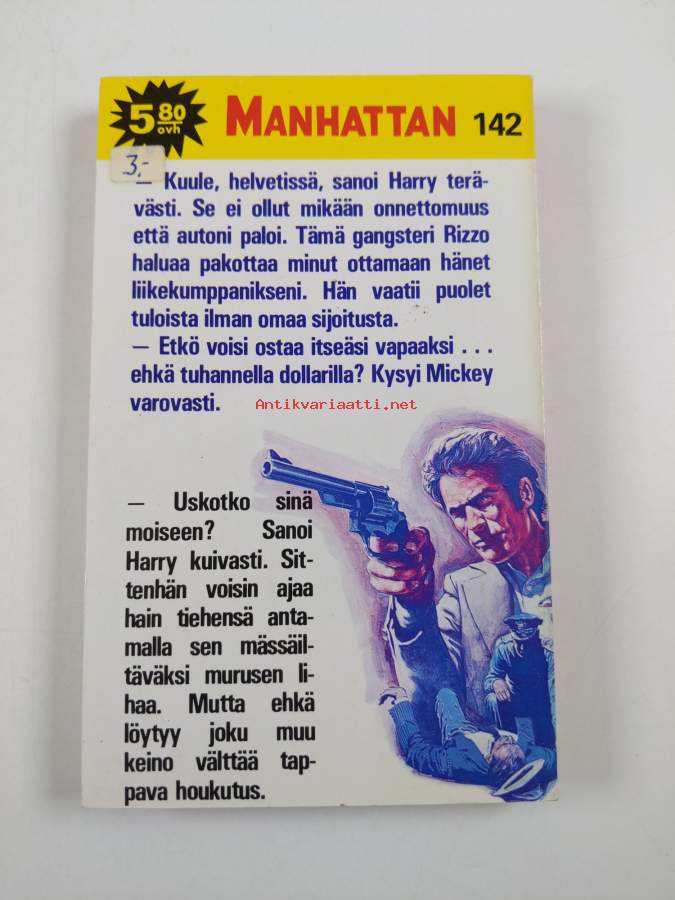 5 80
ovh
MANHATTAN 142
3:-
– Kuule, helvetissä, sanoi Harry terä-
västi. Se ei ollut mikään onnettomuus
että autoni paloi. Tämä gangsteri Rizzo
haluaa pakottaa minut ottamaan hänet
liikekumppanikseni. Hän vaatii puolet
tuloista ilman omaa sijoitusta.
– Etkö voisi ostaa itseäsi vapaaksi . . .
ehkä tuhannella dollarilla? Kysyi Mickey
varovasti.
Antikvariaatti.net
– Uskotko sinä
moiseen? Sanoi
Harry kuivasti. Sit-
tenhän voisin ajaa
hain tiehensä anta-
malla sen mässäil-
täväksi murusen li-
haa. Mutta ehkä
löytyy joku muu
keino välttää tap-
pava houkutus.